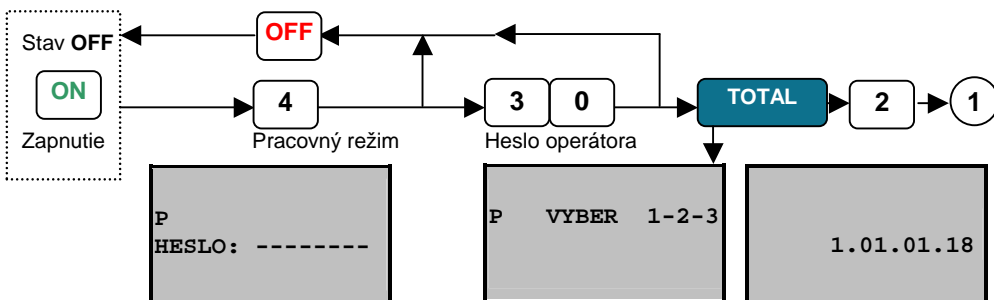 OFF
Stav OFF
ON
4
3 0
TOTAL
2
1
Zapnutie
Pracovný režim
Heslo operátora
P
HESLO: --------
P VYBER 1-2-3
1.01.01.18